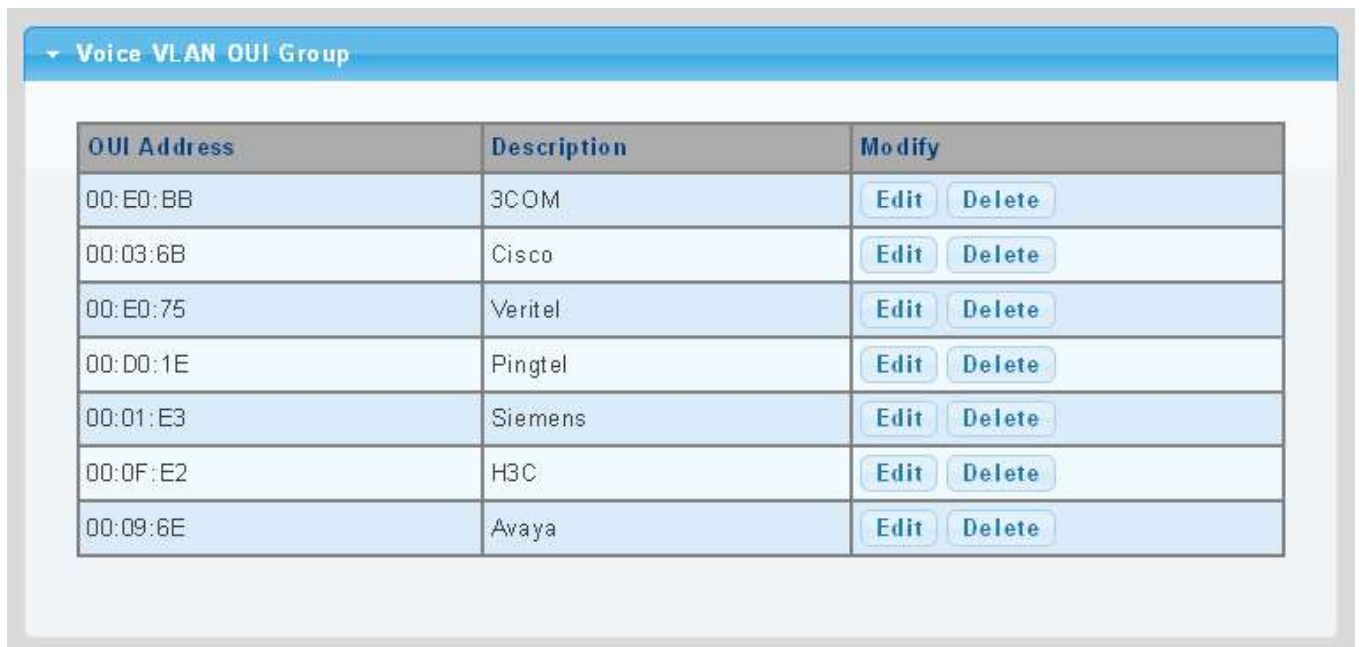 Voice VLAN OUI Group
OUI Address Description Modify
00:E0:BB 3COM Edit Delete
00:03:6B Cisco Edit Delete
00:E0:75 Veritel Edit Delete
00:D0:1E Pingtel Edit Delete
00:01:E3 Siemens Edit Delete
00:0F:E2 H3C Edit Delete
00:09:6E Avaya Edit Delete